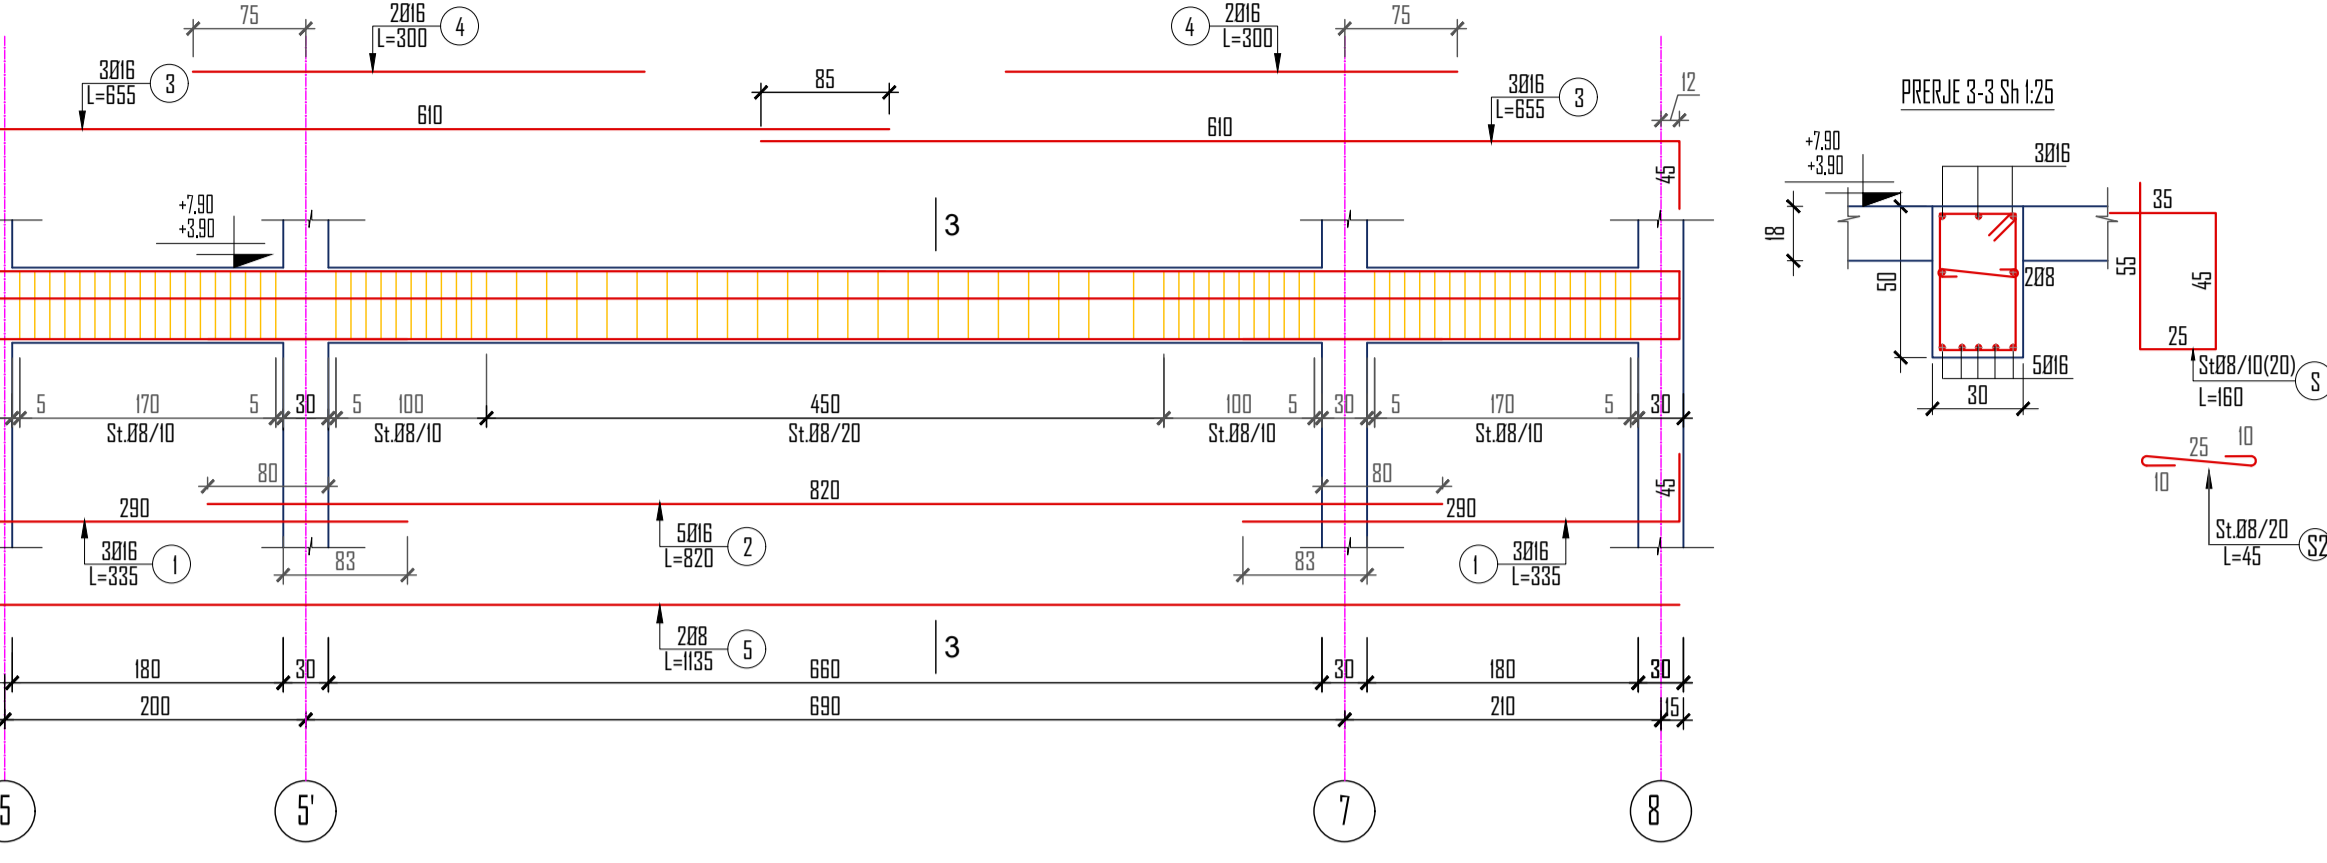 75
2Ø16
L=300
4
4
2Ø16
L=300
75
3Ø16
L=655
3
85
3Ø16
L=655
3
12
610
610
45
+7.90
+3.90
3
5
170
5
30
5
100
450
100
5
30
5
170
5
30
St.Ø8/10
St.Ø8/10
St.Ø8/20
St.Ø8/10
St.Ø8/10
80
820
80
45
290
290
3Ø16
L=335
1
83
5Ø16
L=820
2
83
1
3Ø16
L=335
2Ø8
L=1135
5
3
180
30
660
30
180
30
200
690
210
15
5
5'
7
8
PRERJE 3-3 Sh 1:25
+7.90
+3.90
3Ø16
18
50
2Ø8
5Ø16
30
35
55
45
25
StØ8/10(20)
L=160
S
25
10
10
St.Ø8/20
L=45
S2